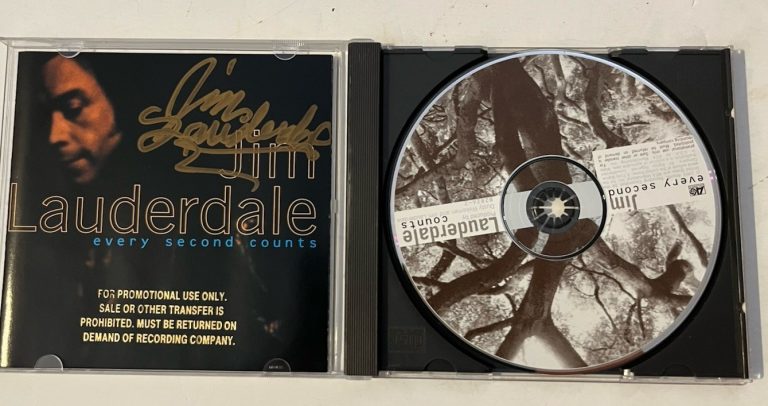 Jim
Lauderdale
Jim
Lauderdale
every second counts
FOR PROMOTIONAL USE ONLY.
SALE OR OTHER TRANSFER IS
PROHIBITED. MUST BE RETURNED ON
DEMAND OF RECORDING COMPANY.
Jim
Lauderdale
every second
counts